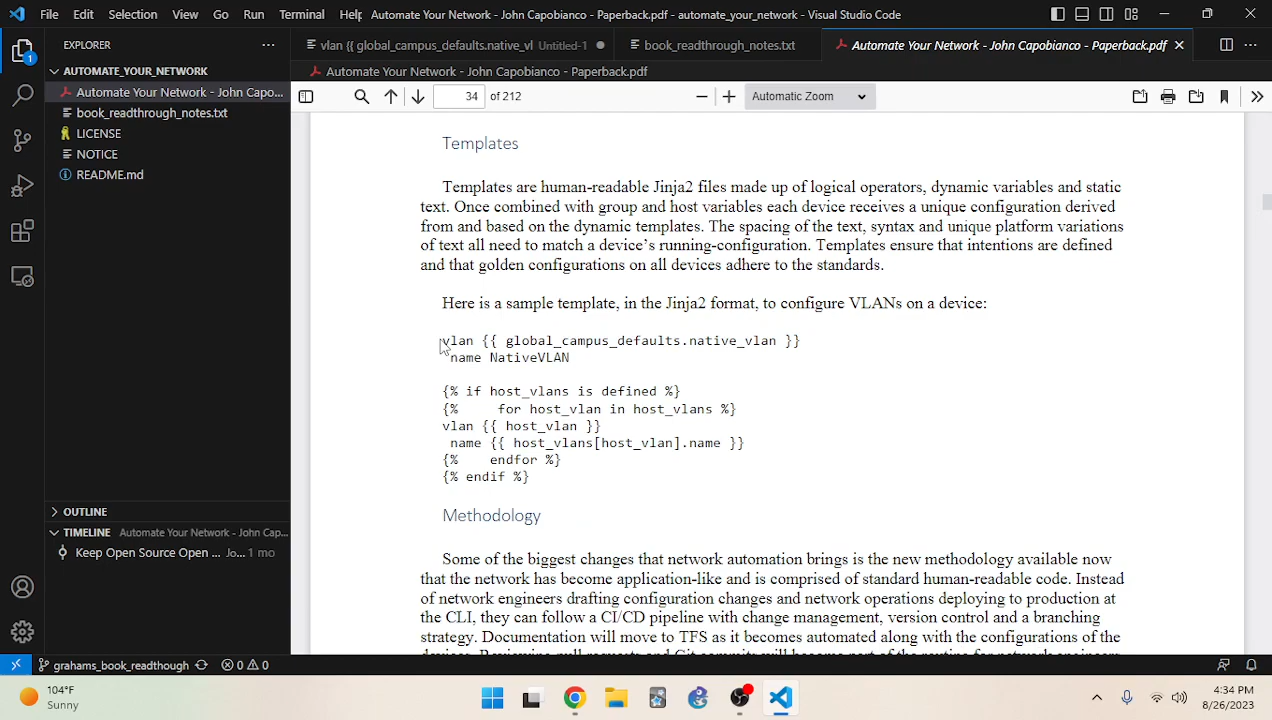 File Edit Selection View Go Run Terminal Help Automate Your Network - John Capobianco - Paperback.pdf - automate_your_network - Visual Studio Code
EXPLORER
vlan {{ global_campus_defaults.native_vl Untitled-1
book_readthrough_notes.txt
Automate Your Network - John Capobianco - Paperback.pdf
AUTOMATE_YOUR_NETWORK
Automate Your Network - John Capobianco - Paperback.pdf
1
Automate Your Network - John Capo...
book_readthrough_notes.txt
LICENSE
NOTICE
README.md
34 of 212
Automatic Zoom
Templates
Templates are human-readable Jinja2 files made up of logical operators, dynamic variables and static
text. Once combined with group and host variables each device receives a unique configuration derived
from and based on the dynamic templates. The spacing of the text, syntax and unique platform variations
of text all need to match a device's running-configuration. Templates ensure that intentions are defined
and that golden configurations on all devices adhere to the standards.
Here is a sample template, in the Jinja2 format, to configure VLANs on a device:
vlan {{ global_campus_defaults.native_vlan }}
name NativeVLAN
{% if host_vlans is defined %}
{% for host_vlan in host_vlans %}
vlan {{ host_vlan }}
name {{ host_vlans[host_vlan].name }}
{% endfor %}
{% endif %}
Methodology
Some of the biggest changes that network automation brings is the new methodology available now
that the network has become application-like and is comprised of standard human-readable code. Instead
of network engineers drafting configuration changes and network operations deploying to production at
the CLI, they can follow a CI/CD pipeline with change management, version control and a branching
strategy. Documentation will move to TFS as it becomes automated along with the configurations of the
OUTLINE
TIMELINE Automate Your Network - John Cap...
Keep Open Source Open ... Jo... 1 mo
grahams_book_readthough 0 0
104°F
Sunny
4:34 PM
8/26/2023